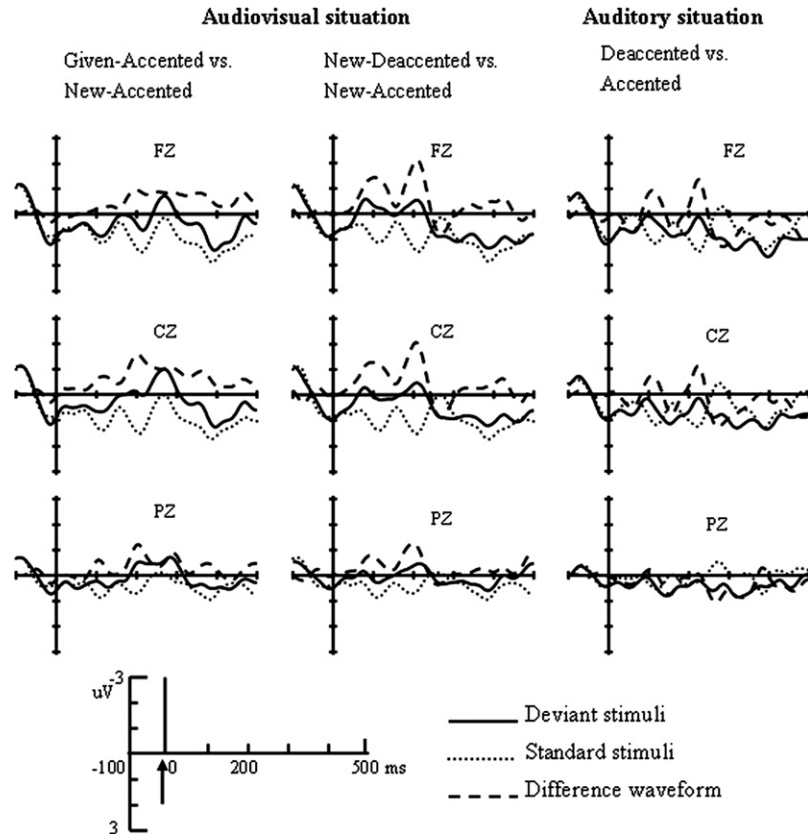 Audiovisual situation
Auditory situation
Given-Accented vs.
New-Accented
New-Deaccented vs.
New-Accented
Deaccented vs.
Accented
FZ
FZ
FZ
CZ
CZ
CZ
PZ
PZ
PZ
-3
uV
-100
0
200
500 ms
3
Deviant stimuli
Standard stimuli
Difference waveform